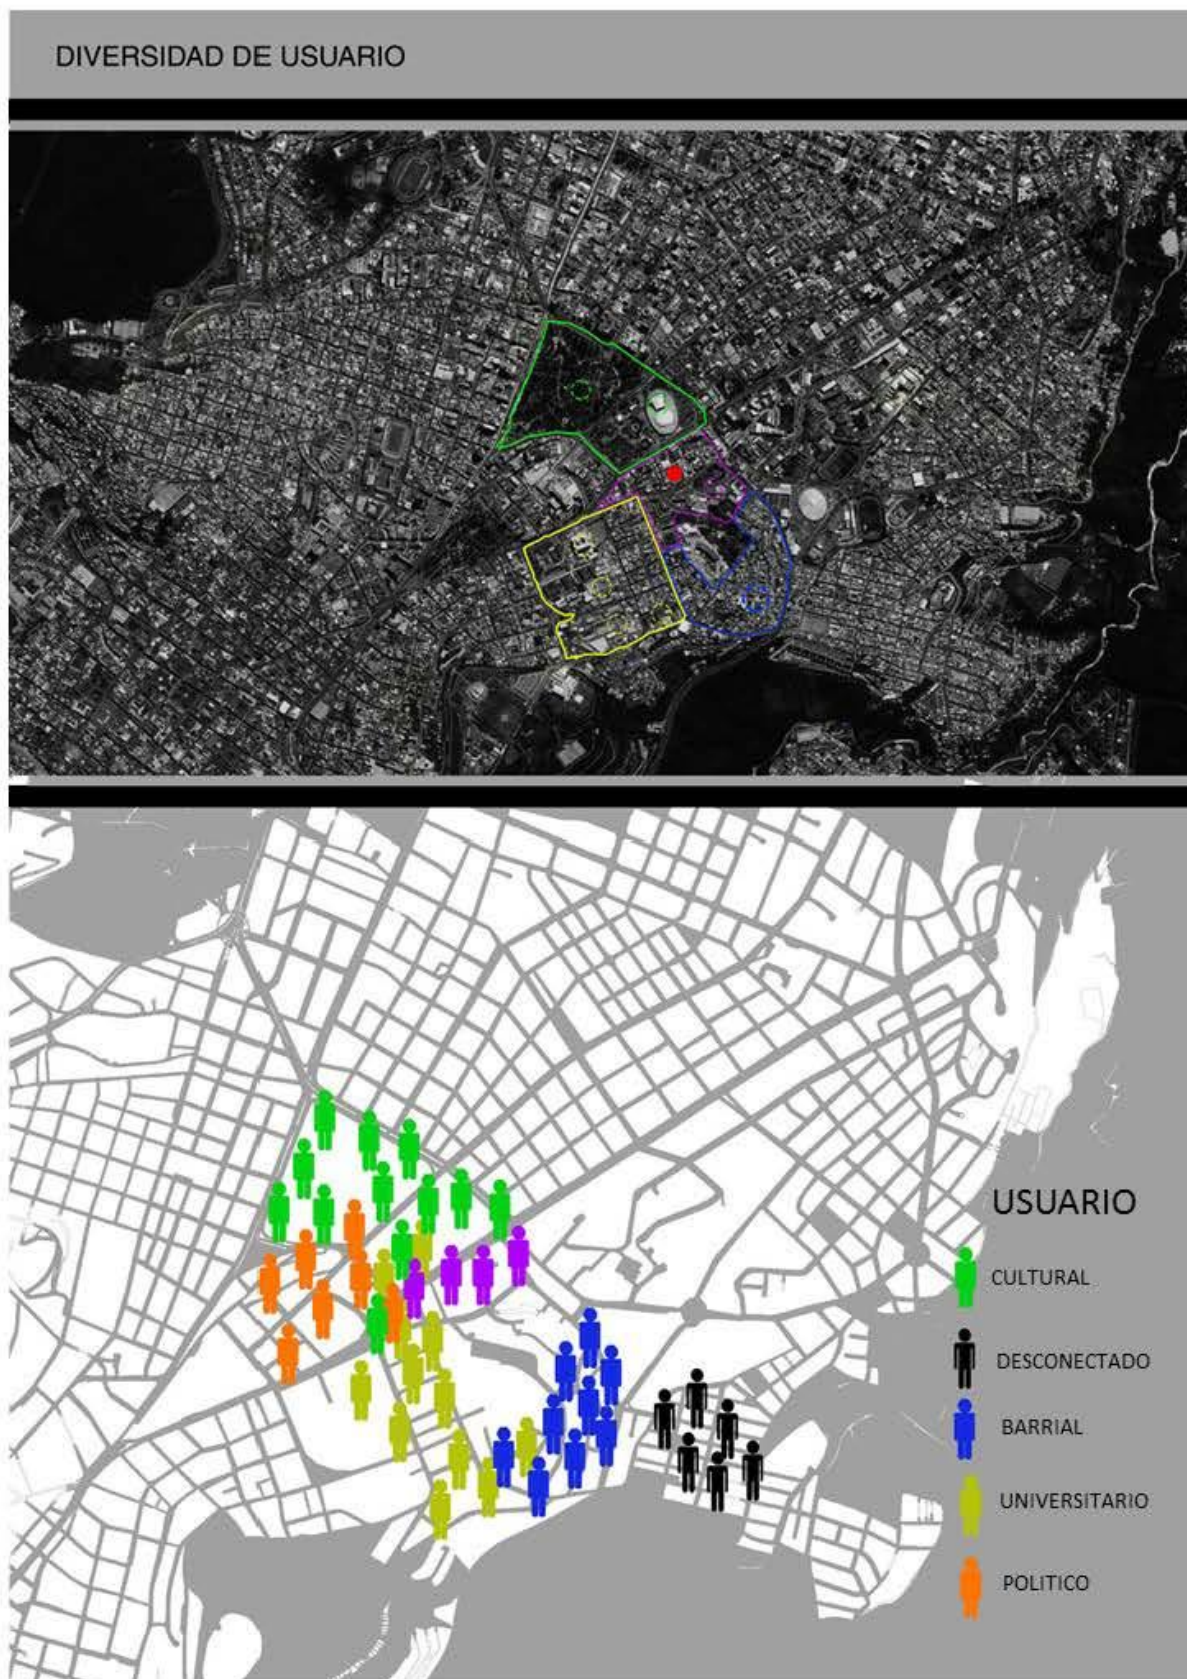 DIVERSIDAD DE USUARIO
USUARIO
CULTURAL
DESCONECTADO
BARRIAL
UNIVERSITARIO
POLITICO